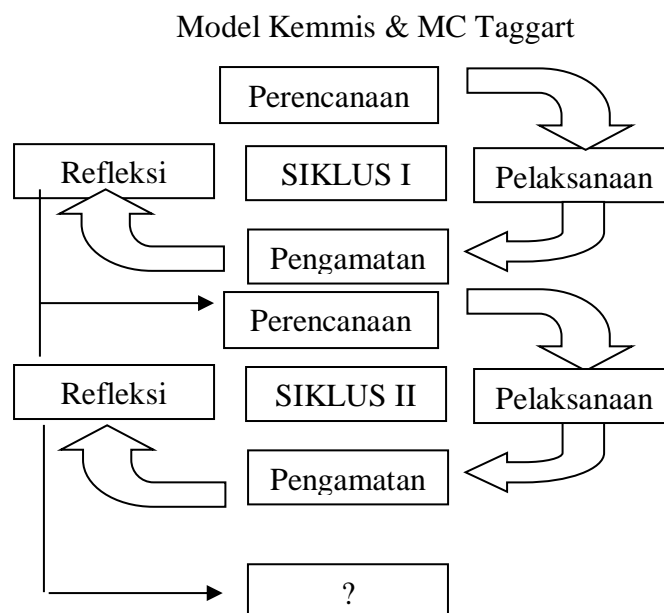 Model Kemmis & MC Taggart
Perencanaan
Refleksi
SIKLUS I
Pelaksanaan
Pengamatan
Perencanaan
Refleksi
SIKLUS II
Pelaksanaan
Pengamatan
?